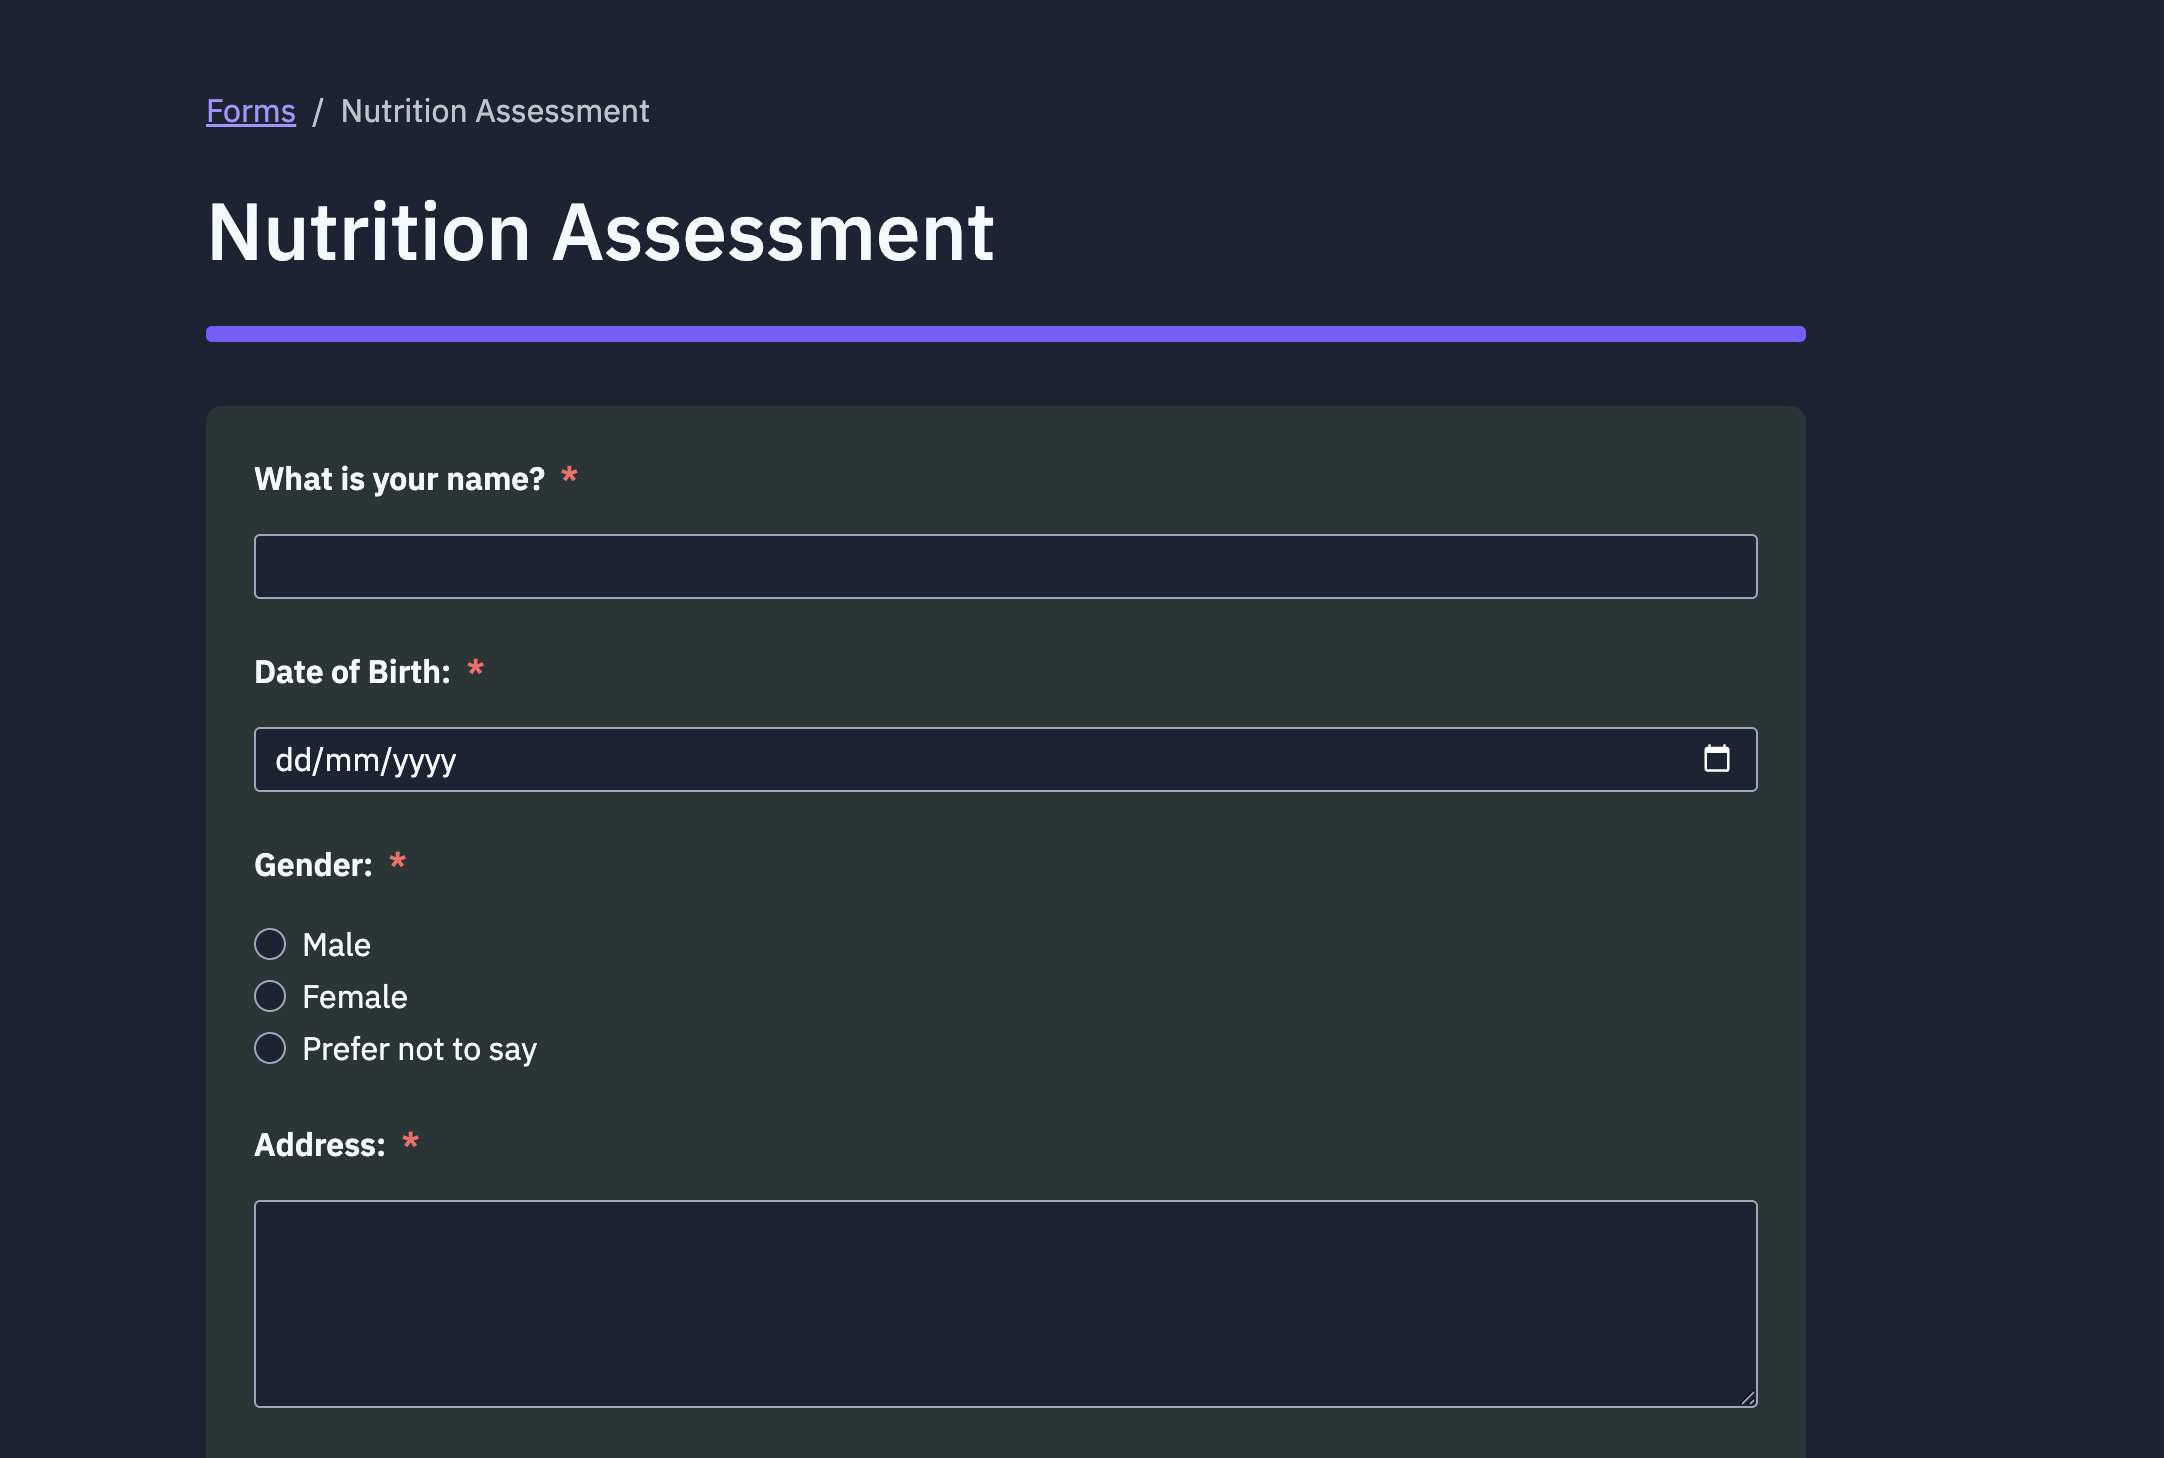 Forms / Nutrition Assessment
Nutrition Assessment
What is your name? *
Date of Birth: *
dd/mm/yyyy
Gender: *
Male
Female
Prefer not to say
Address: *